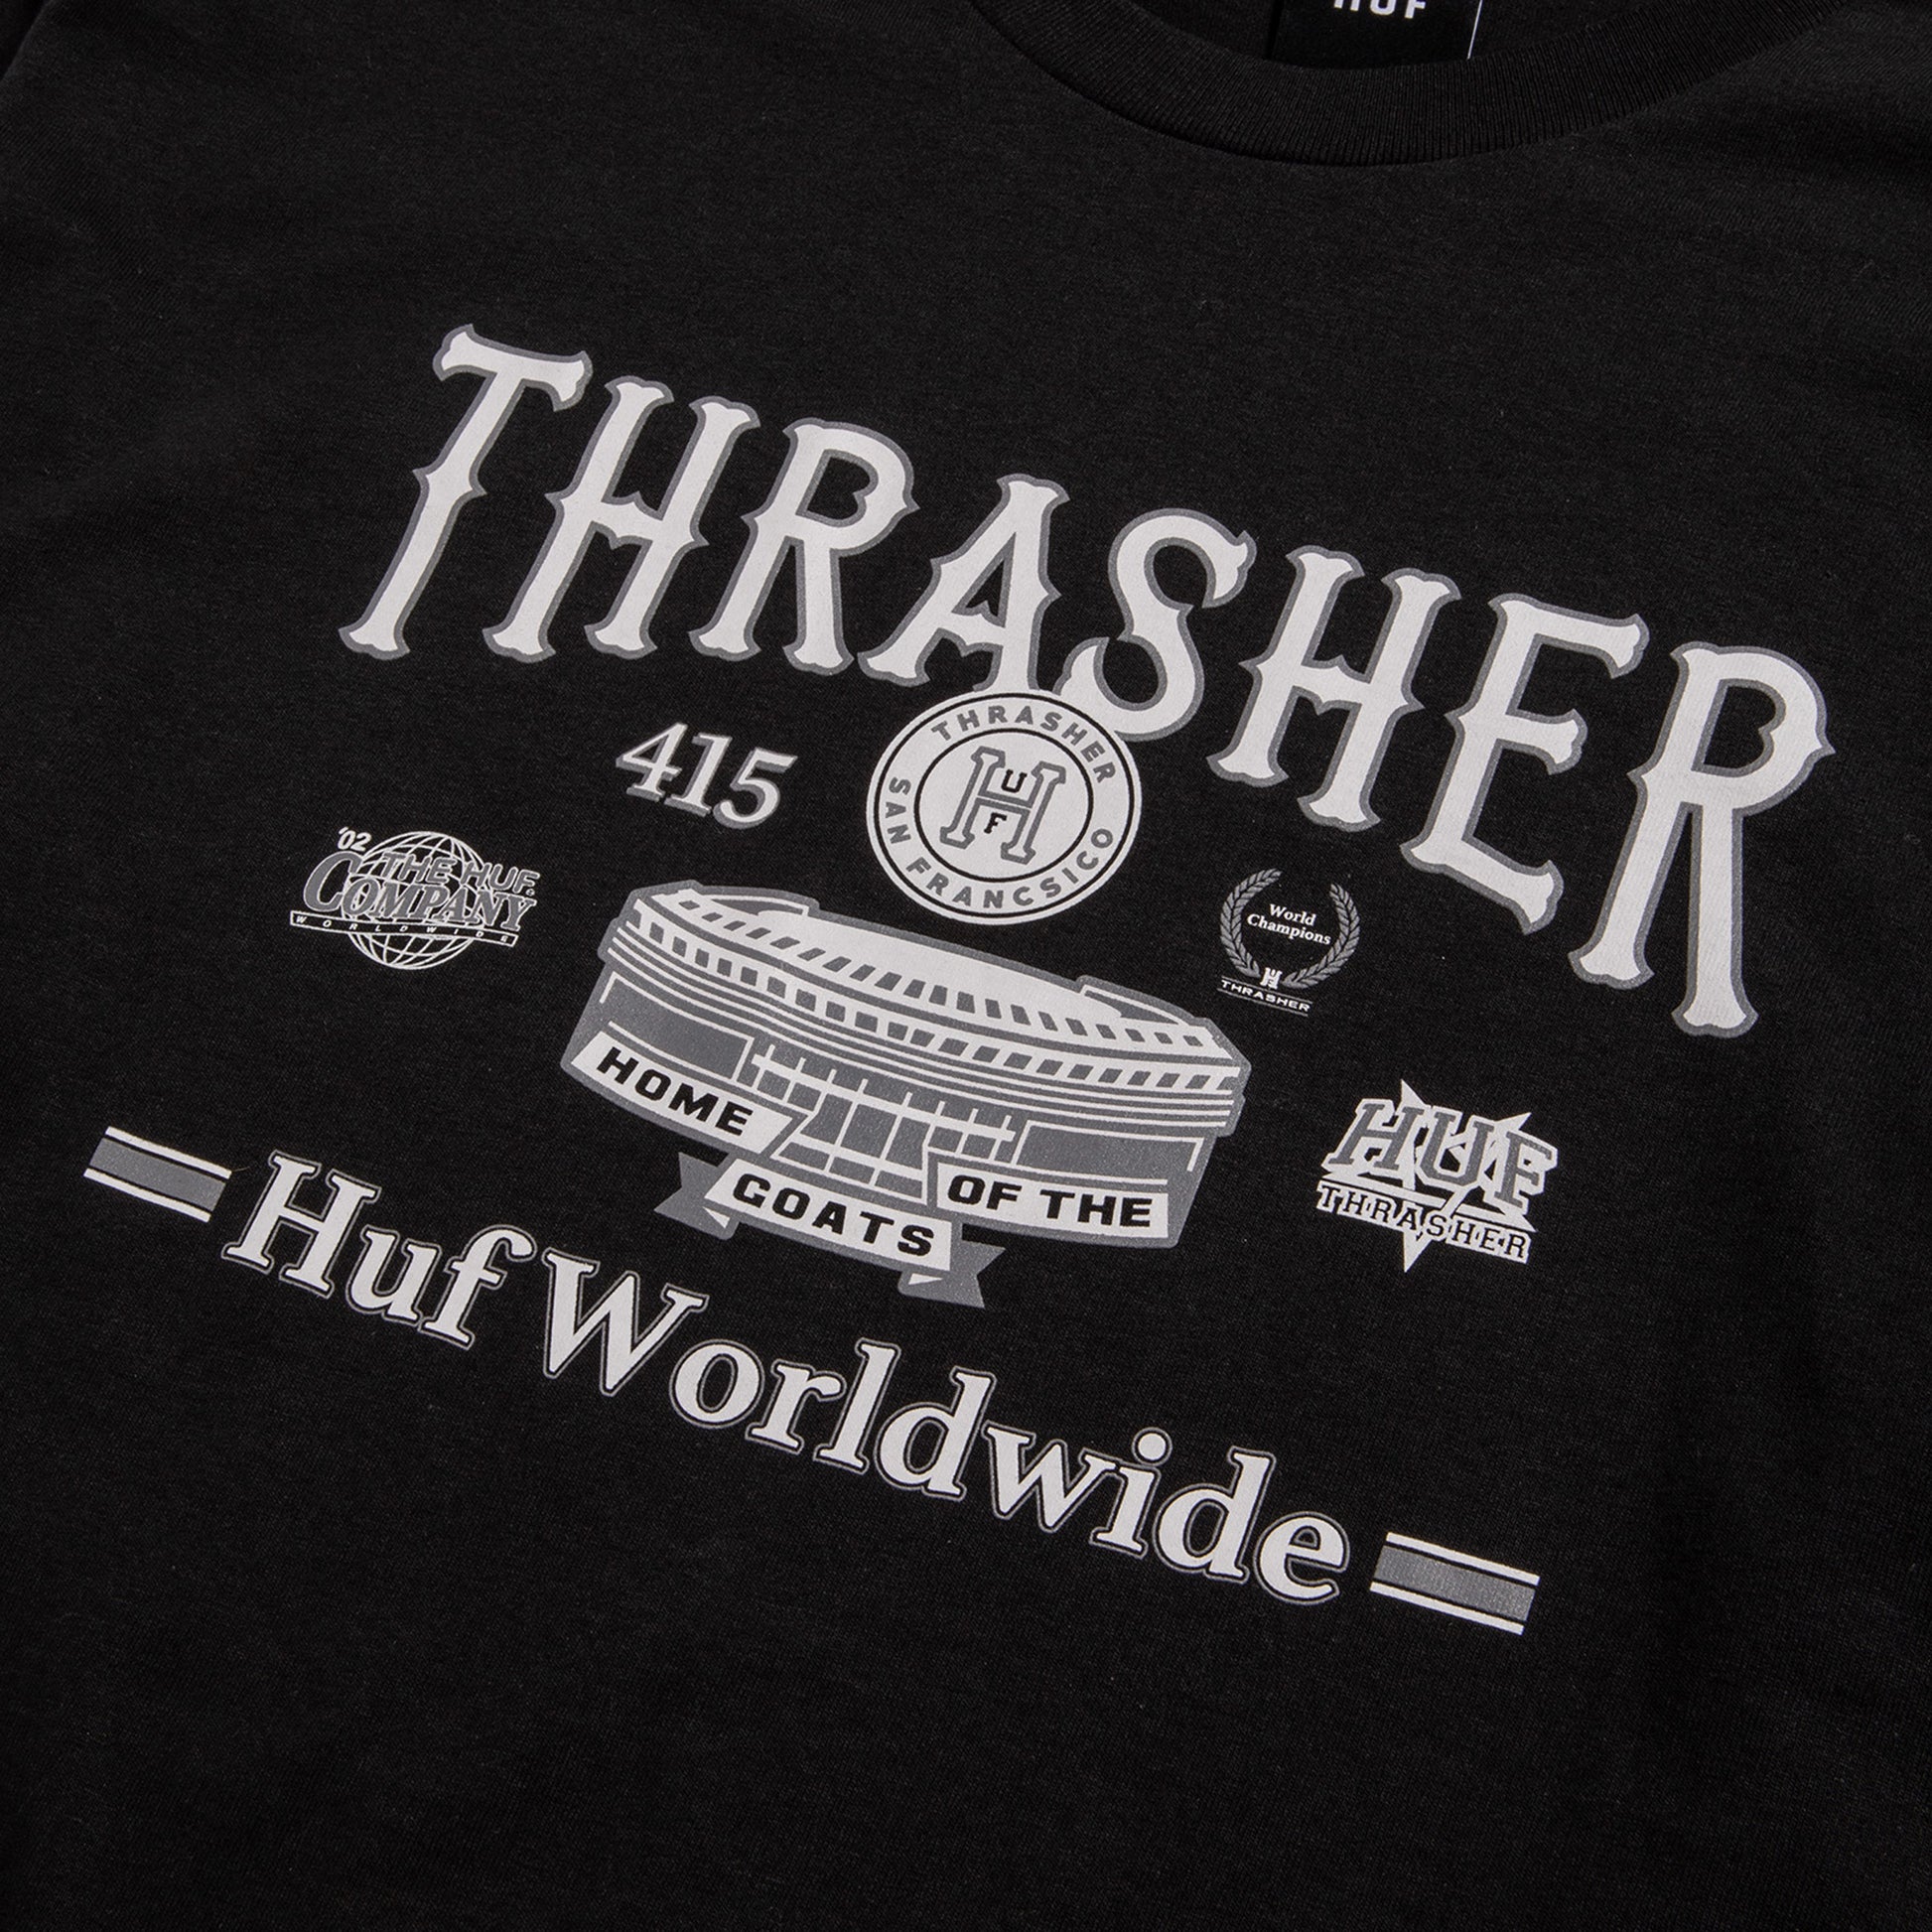 HUF
THRASHER
415
THRASHER
HUF
SAN FRANCSICO
'02
THE HUF
COMPANY
WORLDWIDE
World
Champions
HUF
THRASHER
HOME
OF THE
GOATS
HUF
THRASHER
Huf Worldwide